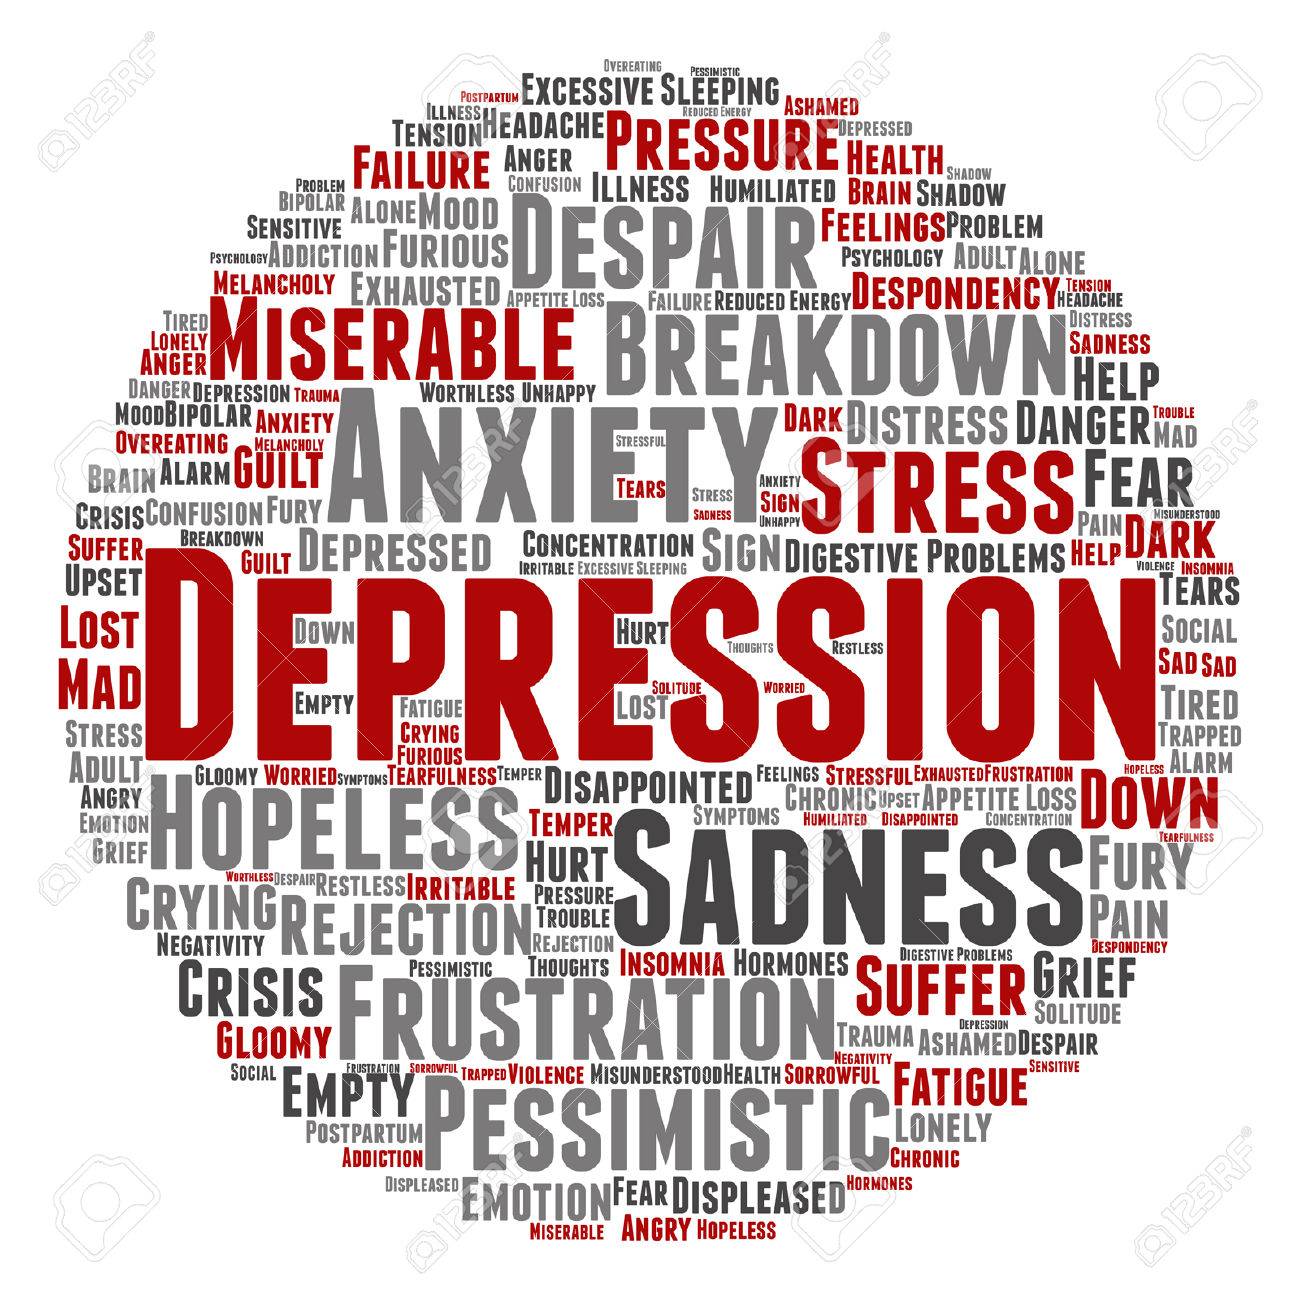 Overeating Pessimistic
Postpartum Excessive Sleeping
Illness Reduced Energy Ashamed
Tension Headache Pressure Depressed
Failure Anger Health Shadow
Problem Confusion Illness Humiliated Brain Shadow
Bipolar Alone Mood Despair Feelings Problem
Sensitive Addiction Furious Psychology Adult Alone
Psychology
Melancholy Exhausted Appetite Loss Failure Reduced Energy Despondency Tension Headache
Tired Miserable Breakdown Distress
Lonely Sadness
Anger Help
Danger Depression Trauma Worthless Unhappy
Mood Bipolar Anxiety Anxiety Dark Distress Danger Trouble
Overeating Melancholy Stressful Mad
Brain Alarm Guilt Tears Anxiety Stress Fear
Crisis Confusion Fury Stress Sign Misunderstood
Sadness Unhappy Pain Dark
Suffer Breakdown Guilt Depressed Concentration Sign Digestive Problems Help
Upset Irritable Excessive Sleeping Violence Insomnia
Tears
Depression
Lost Down Hurt Thoughts Restless Social
Mad Solitude Worried Sad Sad
Empty Fatigue Lost Tired
Stress Crying Trapped
Furious Alarm
Adult Gloomy Worried Symptoms Tearfulness Temper Disappointed Feelings Stressful Exhausted Frustration Hopeless
Angry Hopeless Chronic Upset Appetite Loss Down
Emotion Temper Symptoms Humiliated Disappointed Concentration Tearfulness
Grief Hurt Sadness Fury
Worthless Despair Restless Irritable Pressure
Crying Rejection Trouble Pain
Negativity Rejection Despondency
Pessimistic Thoughts Insomnia Hormones Digestive Problems
Crisis Frustration Suffer Grief
Solitude
Gloomy Trauma Ashamed Depression Despair
Social Frustration Sorrowful Trapped Violence Misunderstood Health Sorrowful Negativity Sensitive
Empty Pessimistic Fatigue
Postpartum Lonely
Addiction Chronic
Displeased Emotion Fear Displeased Hormones
Miserable Angry Hopeless
123RF